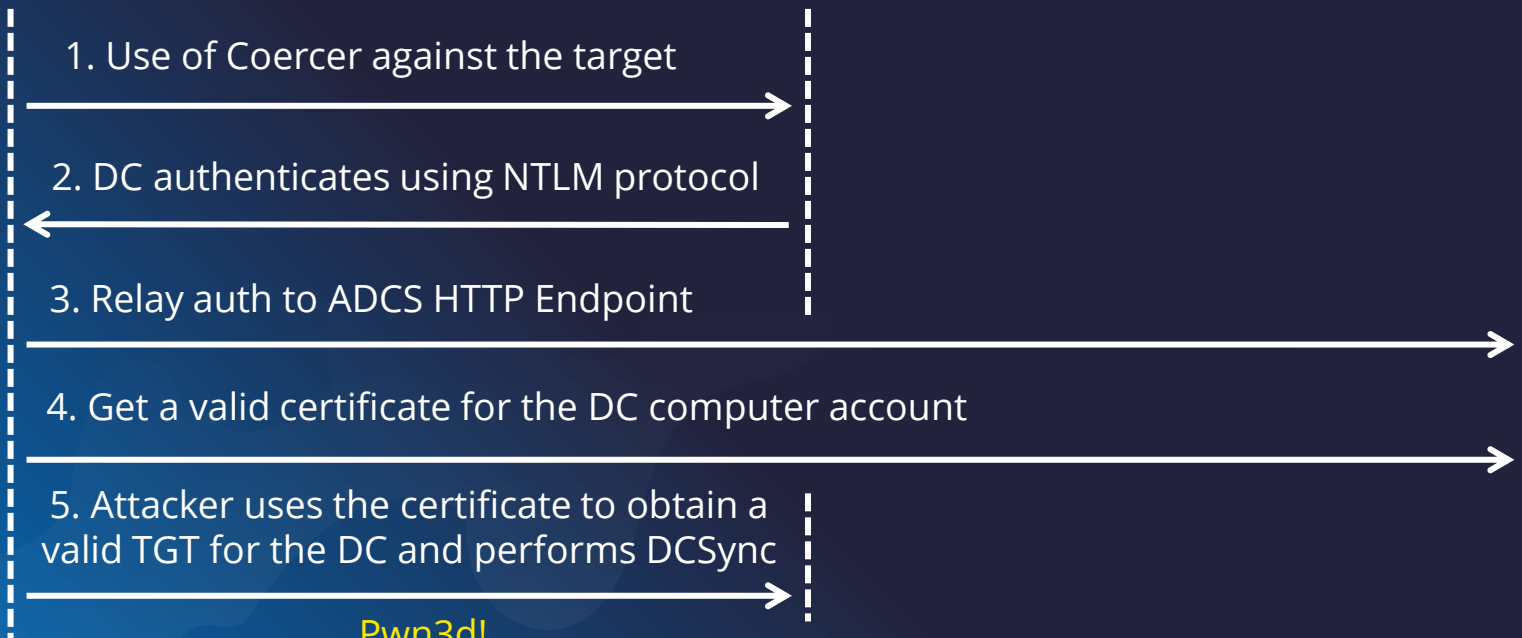 1. Use of Coercer against the target
2. DC authenticates using NTLM protocol
3. Relay auth to ADCS HTTP Endpoint
4. Get a valid certificate for the DC computer account
5. Attacker uses the certificate to obtain a
valid TGT for the DC and performs DCSync
Pwn3d!